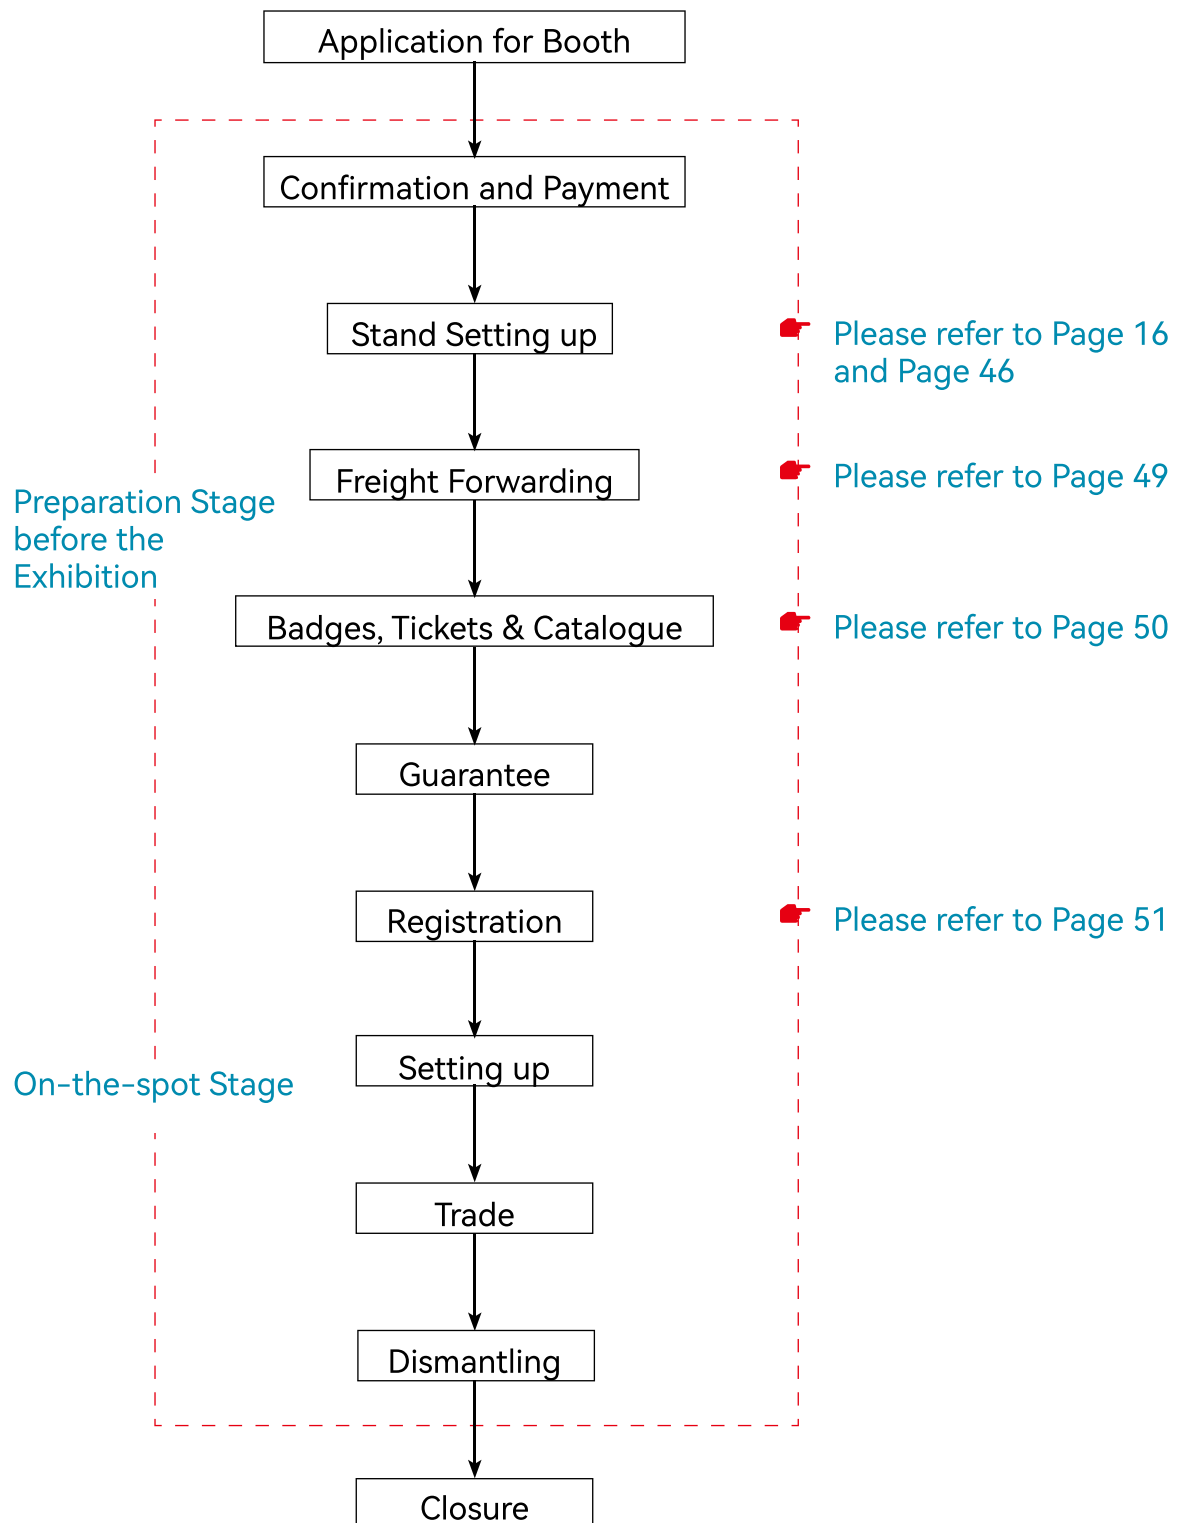 Application for Booth
Confirmation and Payment
Stand Setting up
Please refer to Page 16
and Page 46
Freight Forwarding
Please refer to Page 49
Preparation Stage
before the
Exhibition
Badges, Tickets & Catalogue
Please refer to Page 50
Guarantee
Registration
Please refer to Page 51
Setting up
On-the-spot Stage
Trade
Dismantling
Closure